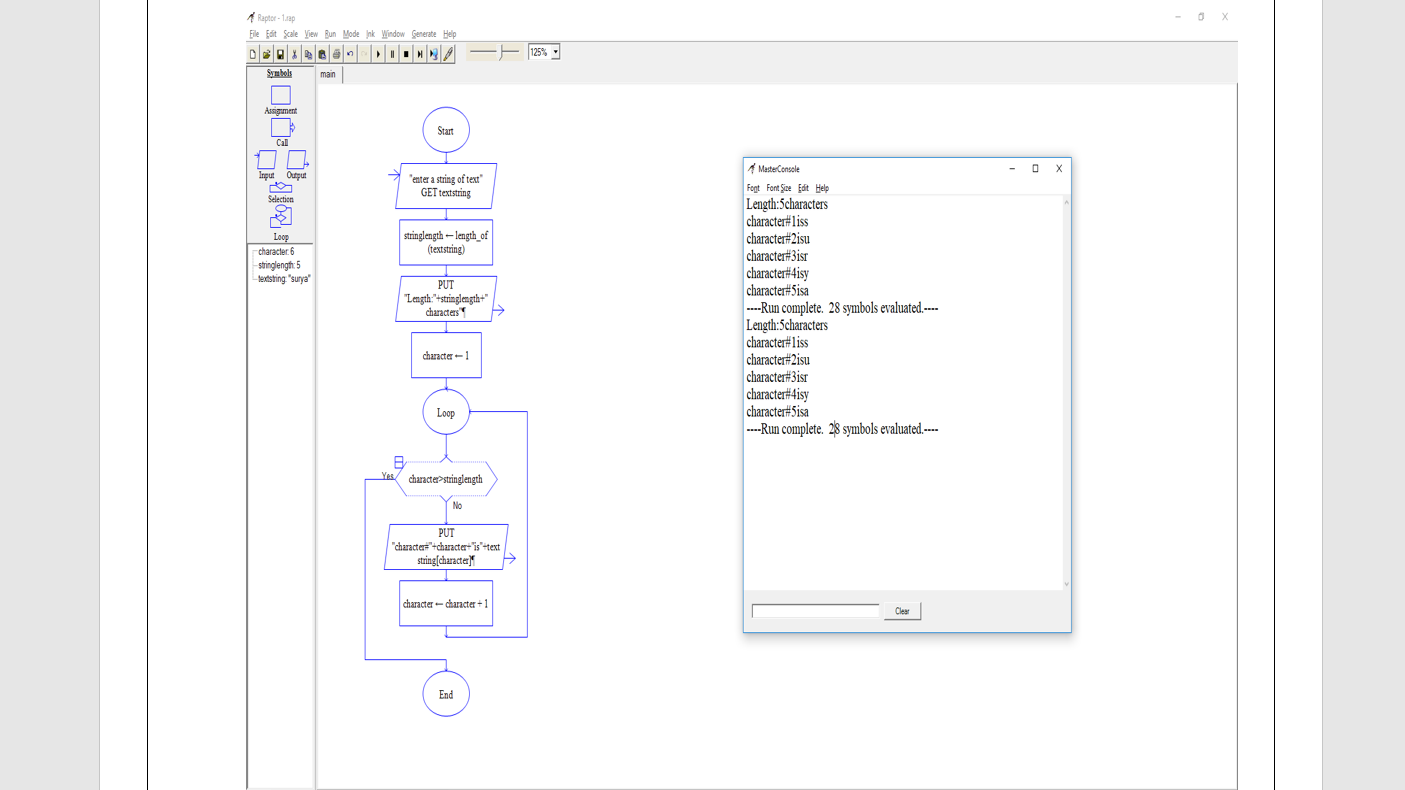 Raptor - 1.rap
File Edit Scale View Run Mode Ink Window Generate Help
125%
Symbols
Assignment
Call
Input Output
Selection
Loop
character: 6
stringlength: 5
textstring: "surya"
main
Start
"enter a string of text"
GET textstring
stringlength ← length_of
(textstring)
PUT
"Length:"+stringlength+"
characters"¶
character ← 1
Loop
Yes
character>stringlength
No
PUT
"character#"+character+"is"+text
string[character]¶
character ← character + 1
End
MasterConsole
Font Font Size Edit Help
Length:5characters
character#1iss
character#2isu
character#3isr
character#4isy
character#5isa
----Run complete.  28 symbols evaluated.----
Length:5characters
character#1iss
character#2isu
character#3isr
character#4isy
character#5isa
----Run complete.  28 symbols evaluated.----
Clear